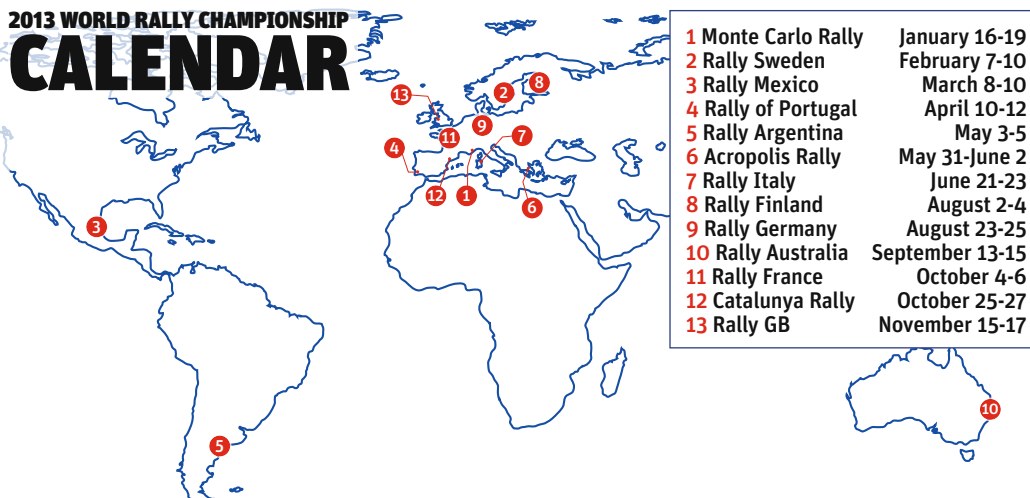 2013 WORLD RALLY CHAMPIONSHIP
CALENDAR
1 Monte Carlo Rally January 16-19
2 Rally Sweden February 7-10
3 Rally Mexico March 8-10
4 Rally of Portugal April 10-12
5 Rally Argentina May 3-5
6 Acropolis Rally May 31-June 2
7 Rally Italy June 21-23
8 Rally Finland August 2-4
9 Rally Germany August 23-25
10 Rally Australia September 13-15
11 Rally France October 4-6
12 Catalunya Rally October 25-27
13 Rally GB November 15-17
8
2
13
9
11
7
4
12
1
6
3
10
5